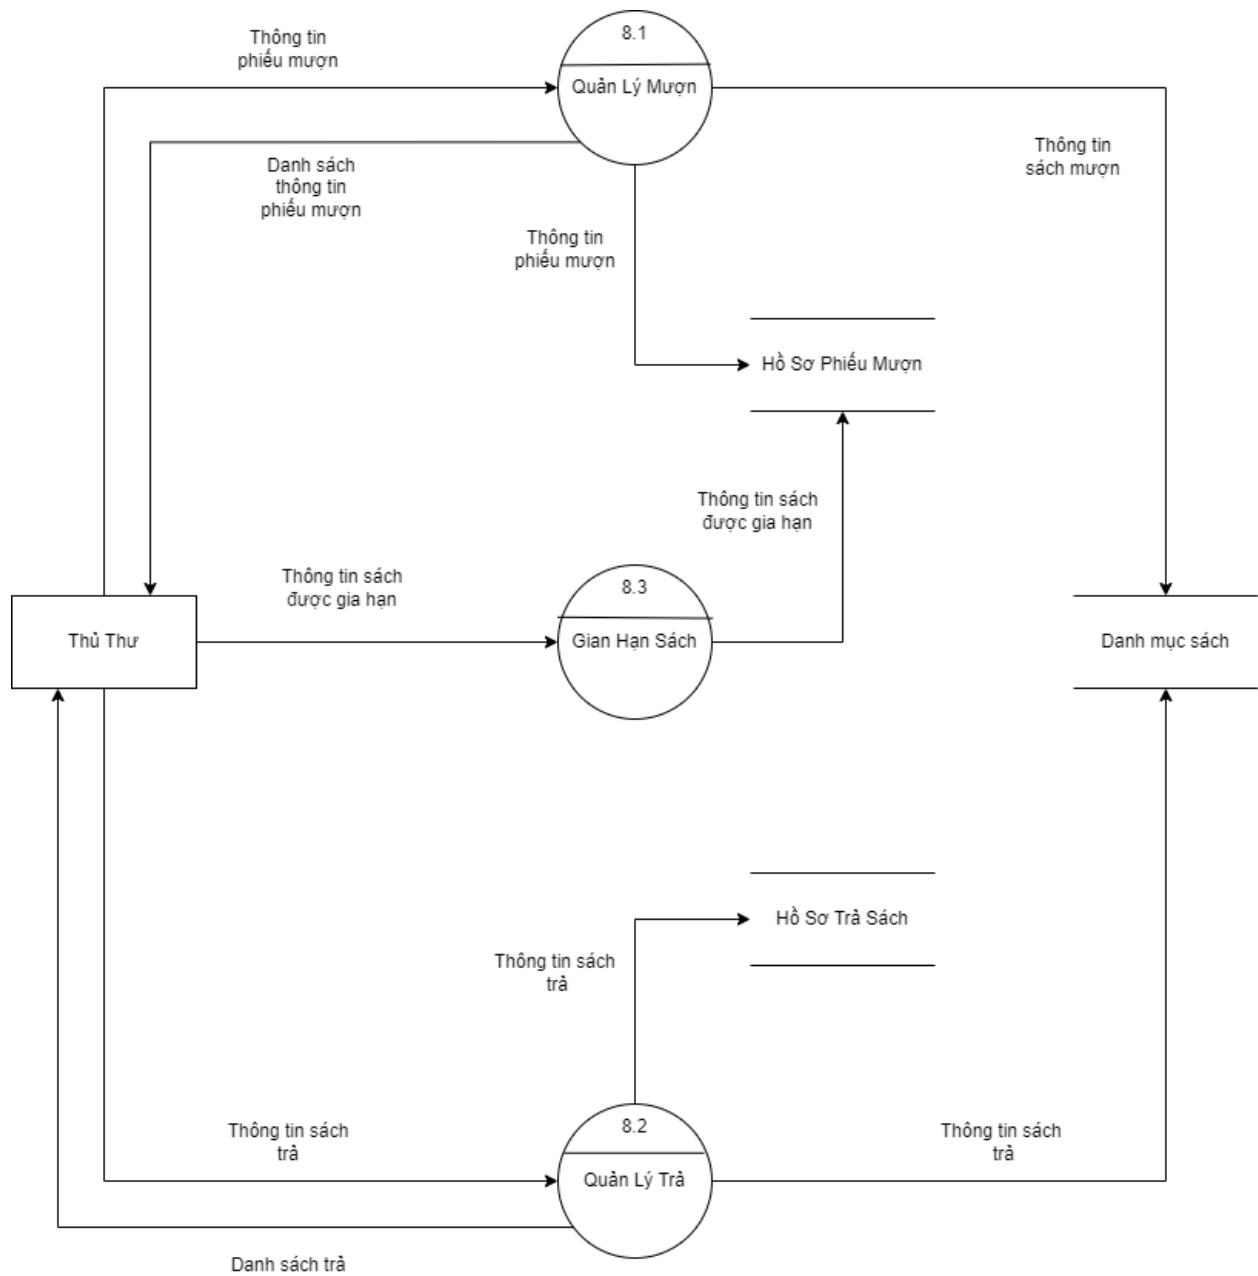 Thông tin
phiếu mượn
8.1
Quản Lý Mượn
Thông tin
sách mượn
Danh sách
thông tin
phiếu mượn
Thông tin
phiếu mượn
Hồ Sơ Phiếu Mượn
Thông tin sách
được gia hạn
Thông tin sách
được gia hạn
8.3
Gian Hạn Sách
Thủ Thư
Danh mục sách
Hồ Sơ Trả Sách
Thông tin sách
trả
Thông tin sách
trả
8.2
Quản Lý Trả
Thông tin sách
trả
Danh sách trả